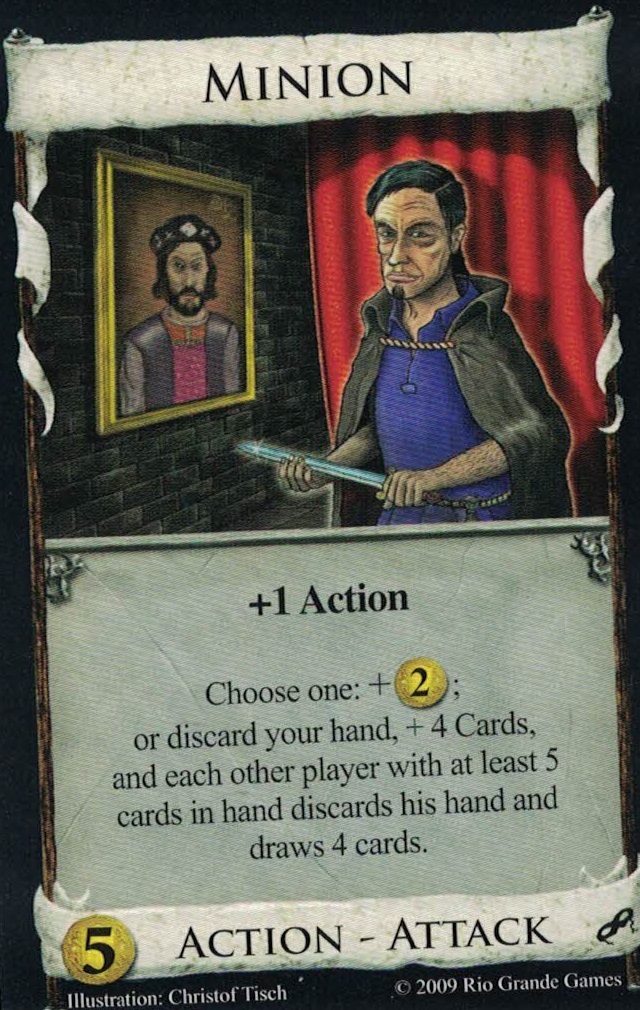 MINION
+1 Action
Choose one: + 2 ;
or discard your hand, + 4 Cards,
and each other player with at least 5
cards in hand discards his hand and
draws 4 cards.
5 ACTION - ATTACK
Illustration: Christof Tisch © 2009 Rio Grande Games